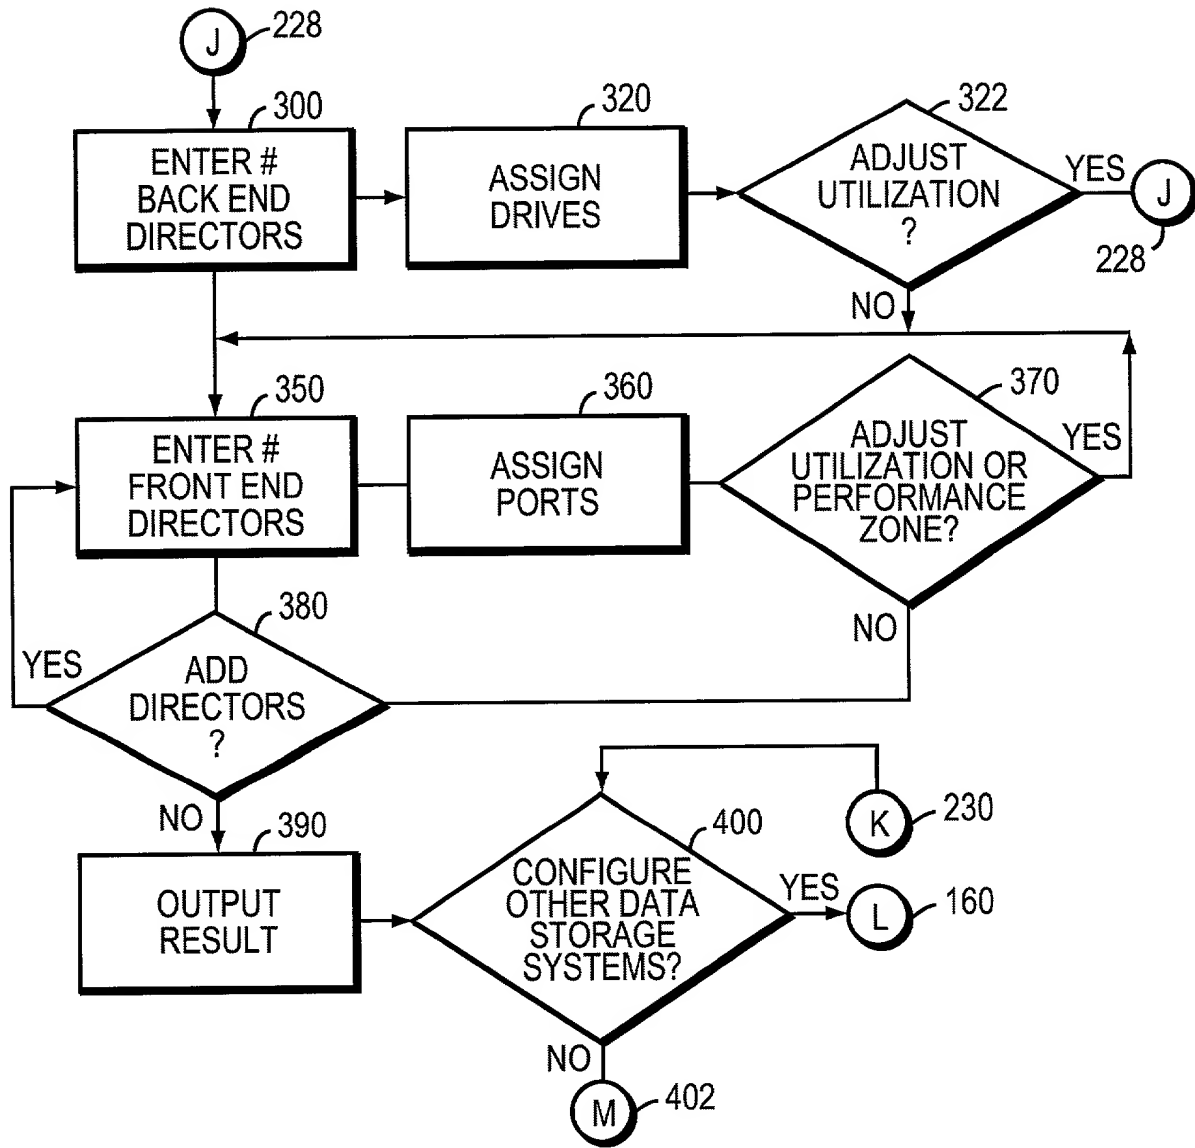 J
228
300
ENTER #
BACK END
DIRECTORS
320
ASSIGN
DRIVES
322
ADJUST
UTILIZATION
?
YES
J
228
NO
350
ENTER #
FRONT END
DIRECTORS
360
ASSIGN
PORTS
370
ADJUST
UTILIZATION OR
PERFORMANCE
ZONE?
YES
NO
380
ADD
DIRECTORS
?
YES
NO
390
OUTPUT
RESULT
400
CONFIGURE
OTHER DATA
STORAGE
SYSTEMS?
K
230
YES
L
160
NO
M
402